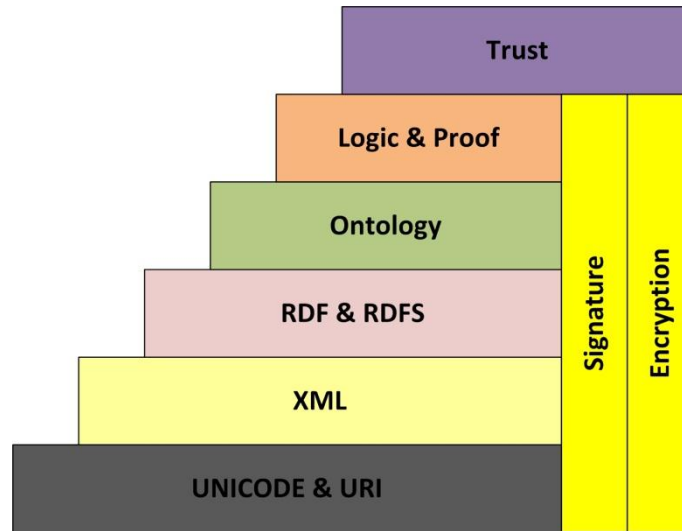 Trust
Logic & Proof
Ontology
RDF & RDFS
XML
UNICODE & URI
Signature
Encryption